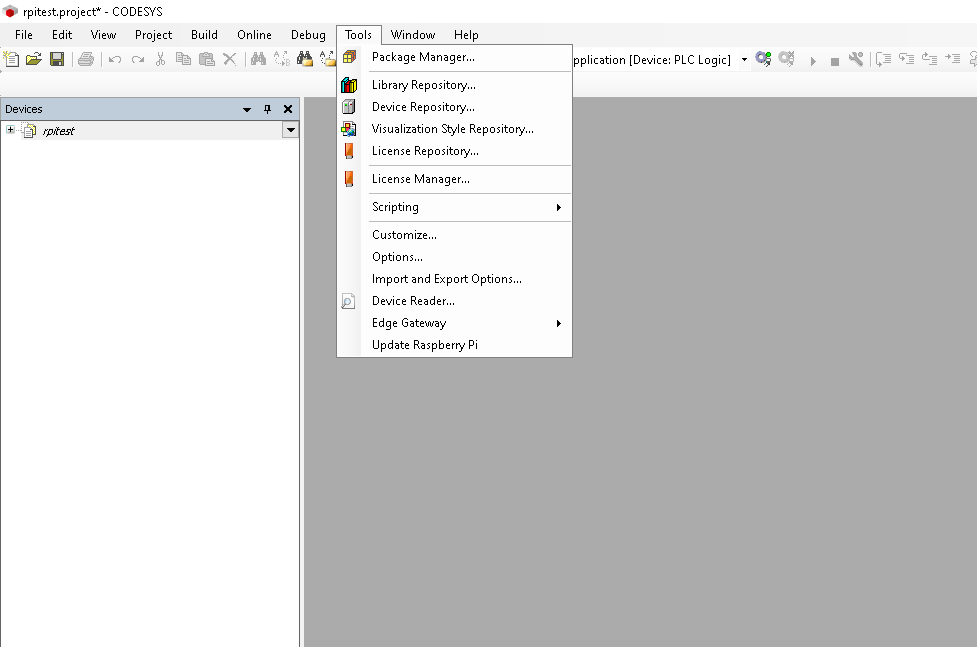 rpitest.project* - CODESYS
File Edit View Project Build Online Debug Tools Window Help
pplication [Device: PLC Logic]
Package Manager...
Library Repository...
Device Repository...
Visualization Style Repository...
License Repository...
License Manager...
Scripting
Customize...
Options...
Import and Export Options...
Device Reader...
Edge Gateway
Update Raspberry Pi
Devices
rpitest